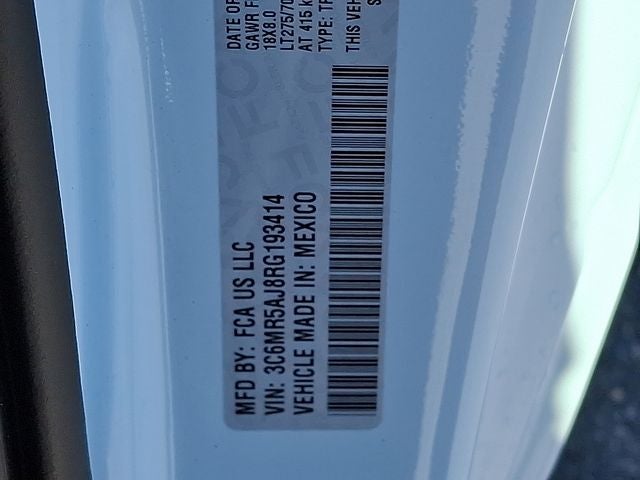 MFD BY: FCA US LLC
DATE OF
GAWR F
VIN: 3C6MR5AJ8RG193414
18X8.0
LT275/70
VEHICLE MADE IN: MEXICO
AT 415 k
TYPE: TR
THIS VEH